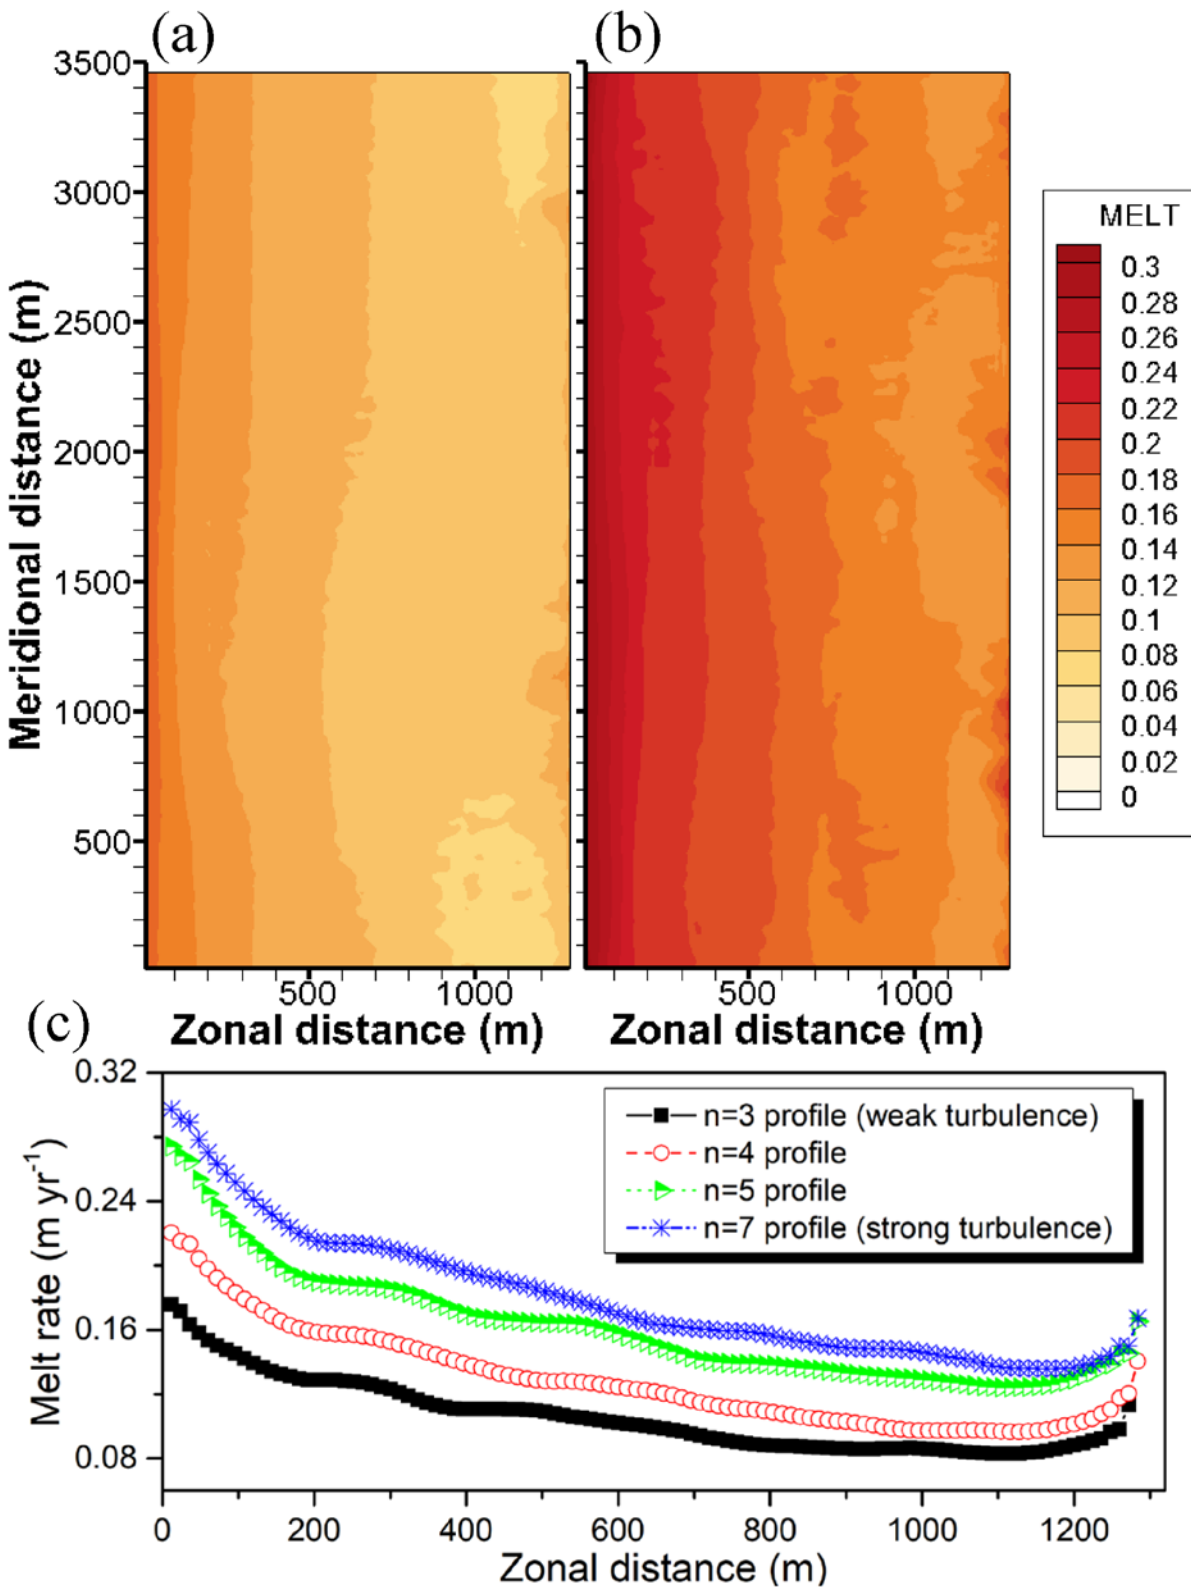 (a) (b)
3500
3000
2500
2000
1500
1000
500
Meridional distance (m)
500 1000 500 1000
Zonal distance (m) Zonal distance (m)
MELT
0.3
0.28
0.26
0.24
0.22
0.2
0.18
0.16
0.14
0.12
0.1
0.08
0.06
0.04
0.02
0
(c)
0.32
0.24
0.16
0.08
Melt rate (m yr⁻¹)
n=3 profile (weak turbulence)
n=4 profile
n=5 profile
n=7 profile (strong turbulence)
0 200 400 600 800 1000 1200
Zonal distance (m)